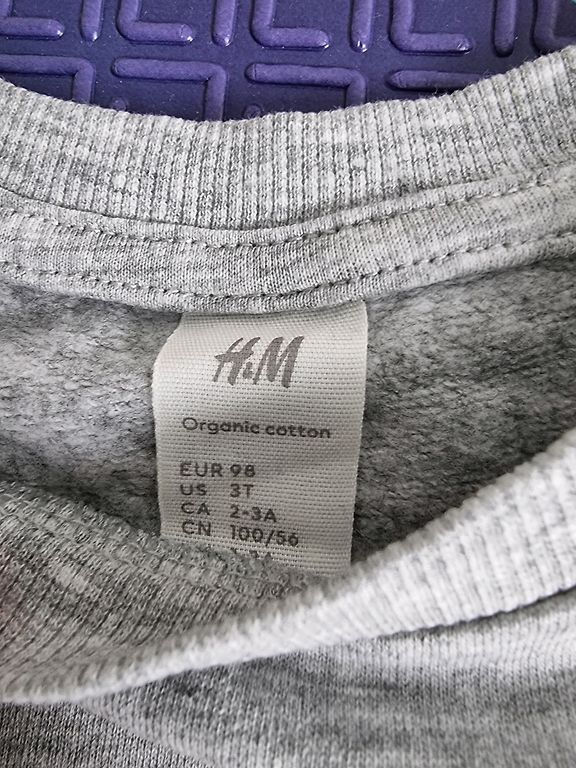 H&M
Organic cotton
EUR 98
US 3T
CA 2-3A
CN 100/56